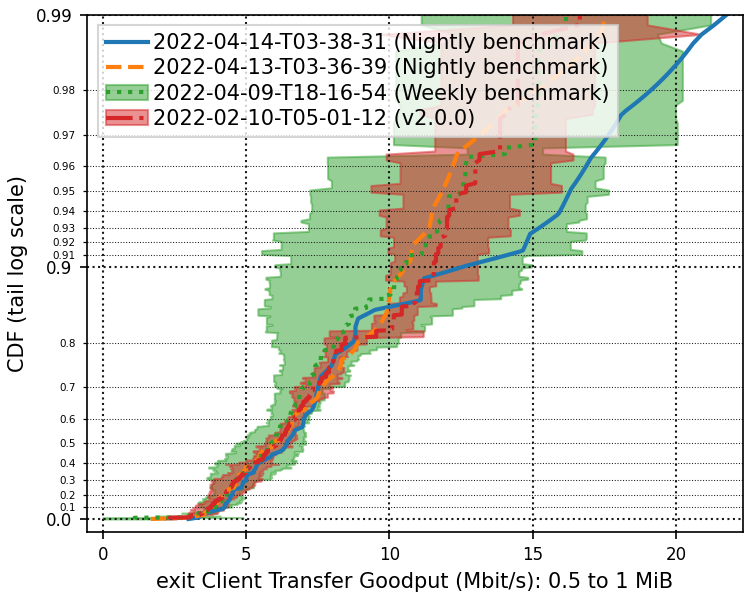 0.99
2022-04-14-T03-38-31 (Nightly benchmark)
2022-04-13-T03-36-39 (Nightly benchmark)
2022-04-09-T18-16-54 (Weekly benchmark)
2022-02-10-T05-01-12 (v2.0.0)
0.98
0.97
0.96
0.95
0.94
0.93
0.92
0.91
0.9
0.8
0.7
0.6
0.5
0.4
0.3
0.2
0.1
0.0
CDF (tail log scale)
0 5 10 15 20
exit Client Transfer Goodput (Mbit/s): 0.5 to 1 MiB